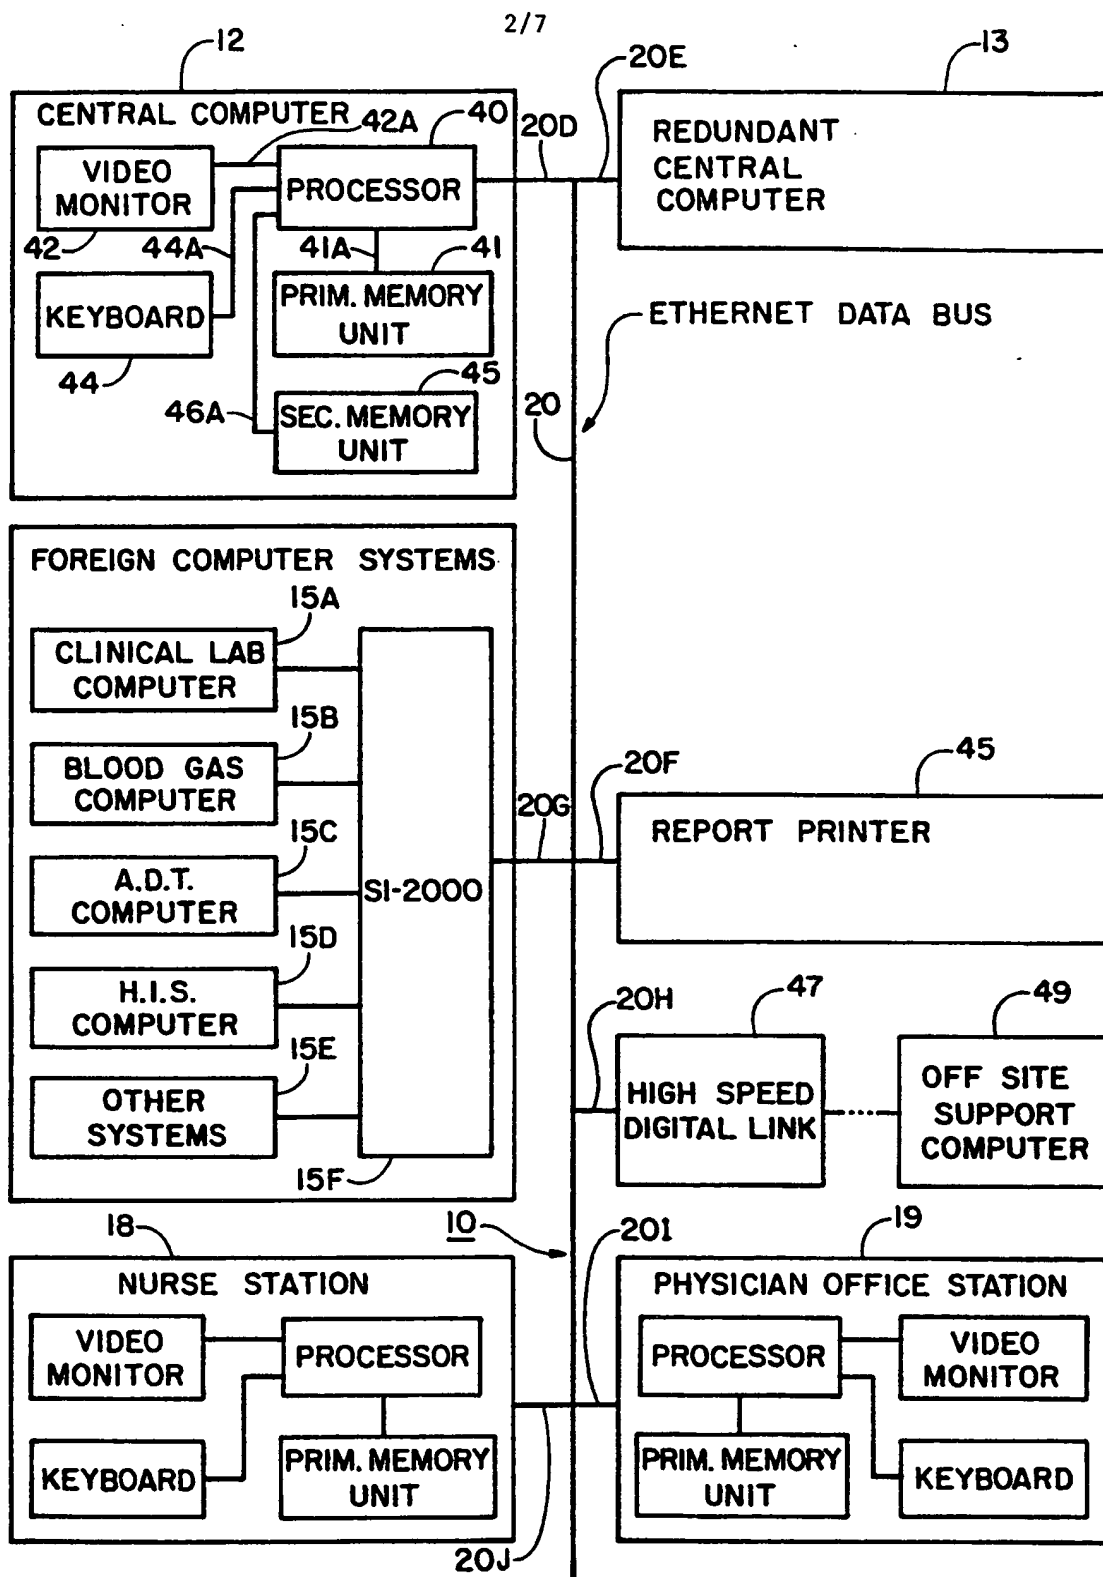 2/7
12
20E
13
CENTRAL COMPUTER
42A
40
20D
VIDEO
MONITOR
PROCESSOR
REDUNDANT
CENTRAL
COMPUTER
42
44A
41A
41
KEYBOARD
PRIM. MEMORY
UNIT
ETHERNET DATA BUS
44
45
46A
20
SEC. MEMORY
UNIT
FOREIGN COMPUTER SYSTEMS
15A
CLINICAL LAB
COMPUTER
15B
BLOOD GAS
COMPUTER
15C
A.D.T.
COMPUTER
15D
H.I.S.
COMPUTER
15E
OTHER
SYSTEMS
SI-2000
15F
20G
20F
45
REPORT PRINTER
20H
47
49
HIGH SPEED
DIGITAL LINK
OFF SITE
SUPPORT
COMPUTER
18
10
20I
19
NURSE STATION
VIDEO
MONITOR
PROCESSOR
KEYBOARD
PRIM. MEMORY
UNIT
20J
PHYSICIAN OFFICE STATION
PROCESSOR
VIDEO
MONITOR
PRIM. MEMORY
UNIT
KEYBOARD